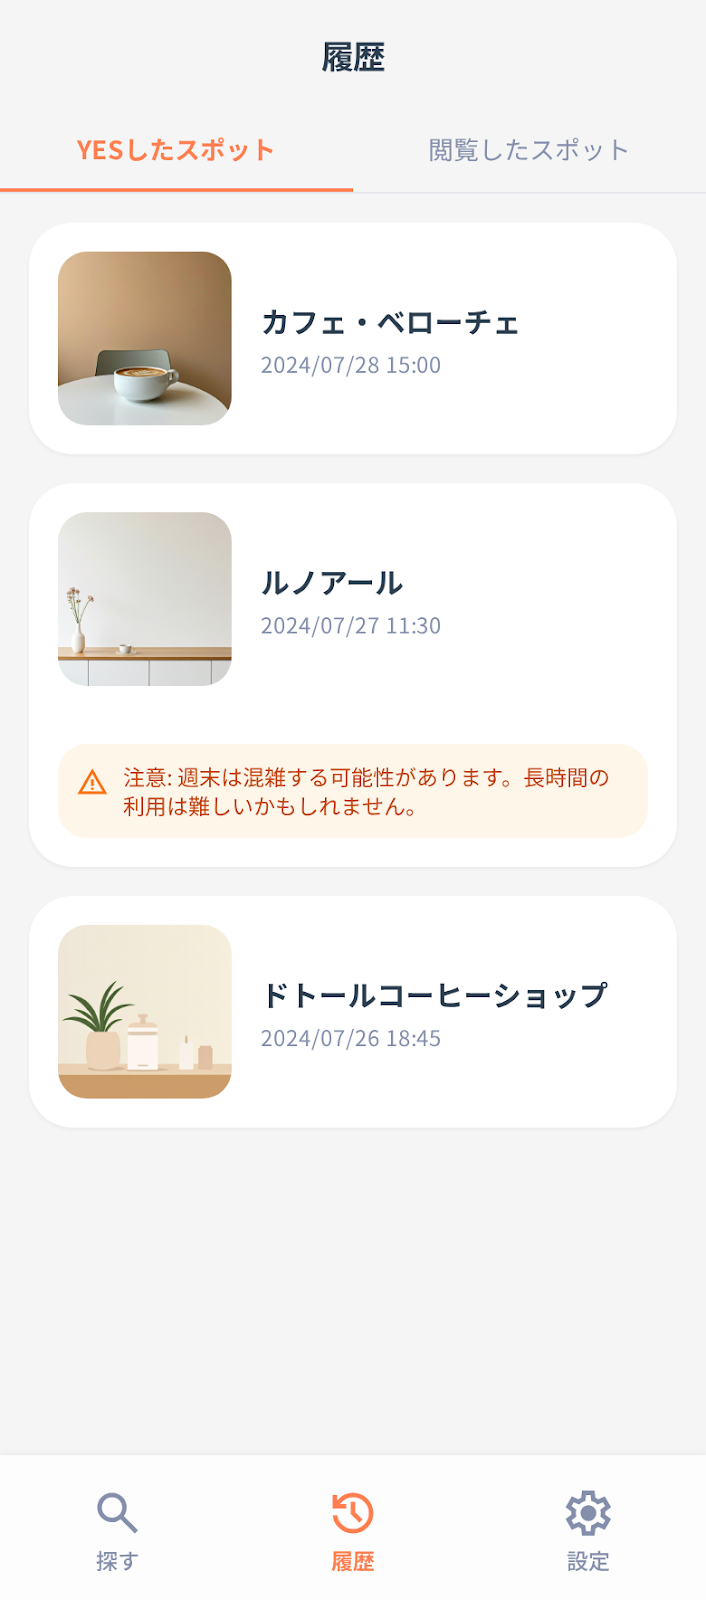 履歴
YESしたスポット
閲覧したスポット
カフェ・ベローチェ
2024/07/28 15:00
ルノアール
2024/07/27 11:30
注意: 週末は混雑する可能性があります。長時間の
利用は難しいかもしれません。
ドトールコーヒーショップ
2024/07/26 18:45
探す
履歴
設定